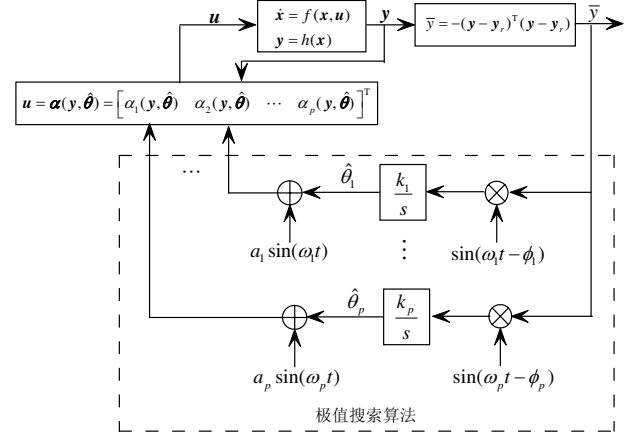 u
ẋ = f(x, u)
y = h(x)
y
ȳ = −(y − y_r)^T (y − y_r)
ȳ
u = α(y, θ̂) = [α_1(y, θ̂) α_2(y, θ̂) ⋯ α_p(y, θ̂)]^T
⋯
θ̂_1
k_1/s
a_1 sin(ω_1 t)
⋮
sin(ω_1 t − ϕ_1)
θ̂_p
k_p/s
a_p sin(ω_p t)
sin(ω_p t − ϕ_p)
极值搜索算法